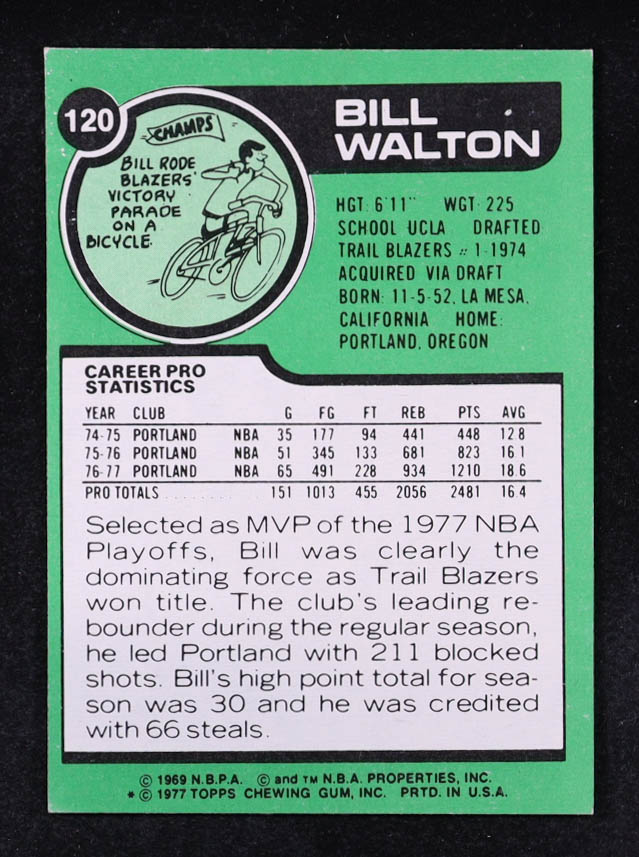 120
BILL
WALTON
CHAMPS
BILL RODE
BLAZERS'
VICTORY
PARADE
ON A
BICYCLE.
HGT: 6'11" WGT: 225
SCHOOL UCLA DRAFTED
TRAIL BLAZERS #1-1974
ACQUIRED VIA DRAFT
BORN: 11-5-52, LA MESA,
CALIFORNIA HOME:
PORTLAND, OREGON
CAREER PRO
STATISTICS
YEAR CLUB G FG FT REB PTS AVG
74-75 PORTLAND NBA 35 177 94 441 448 12.8
75-76 PORTLAND NBA 51 345 133 681 823 16.1
76-77 PORTLAND NBA 65 491 228 934 1210 18.6
PRO TOTALS . . . . . . . . . . 151 1013 455 2056 2481 16.4
Selected as MVP of the 1977 NBA
Playoffs, Bill was clearly the
dominating force as Trail Blazers
won title. The club's leading re-
bounder during the regular season,
he led Portland with 211 blocked
shots. Bill's high point total for sea-
son was 30 and he was credited
with 66 steals.
© 1969 N.B.P.A. © and TM N.B.A. PROPERTIES, INC.
* © 1977 TOPPS CHEWING GUM, INC. PRTD. IN U.S.A.